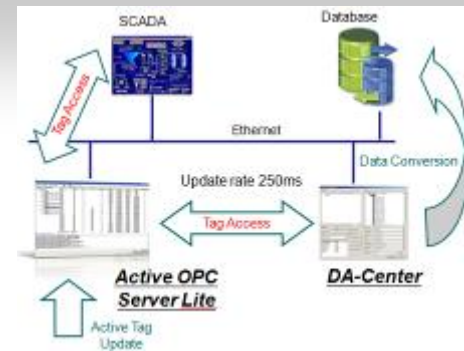 SCADA
Database
Tag Access
Ethernet
Data Conversion
Update rate 250ms
Tag Access
Active OPC
Server Lite
DA-Center
Active Tag
Update